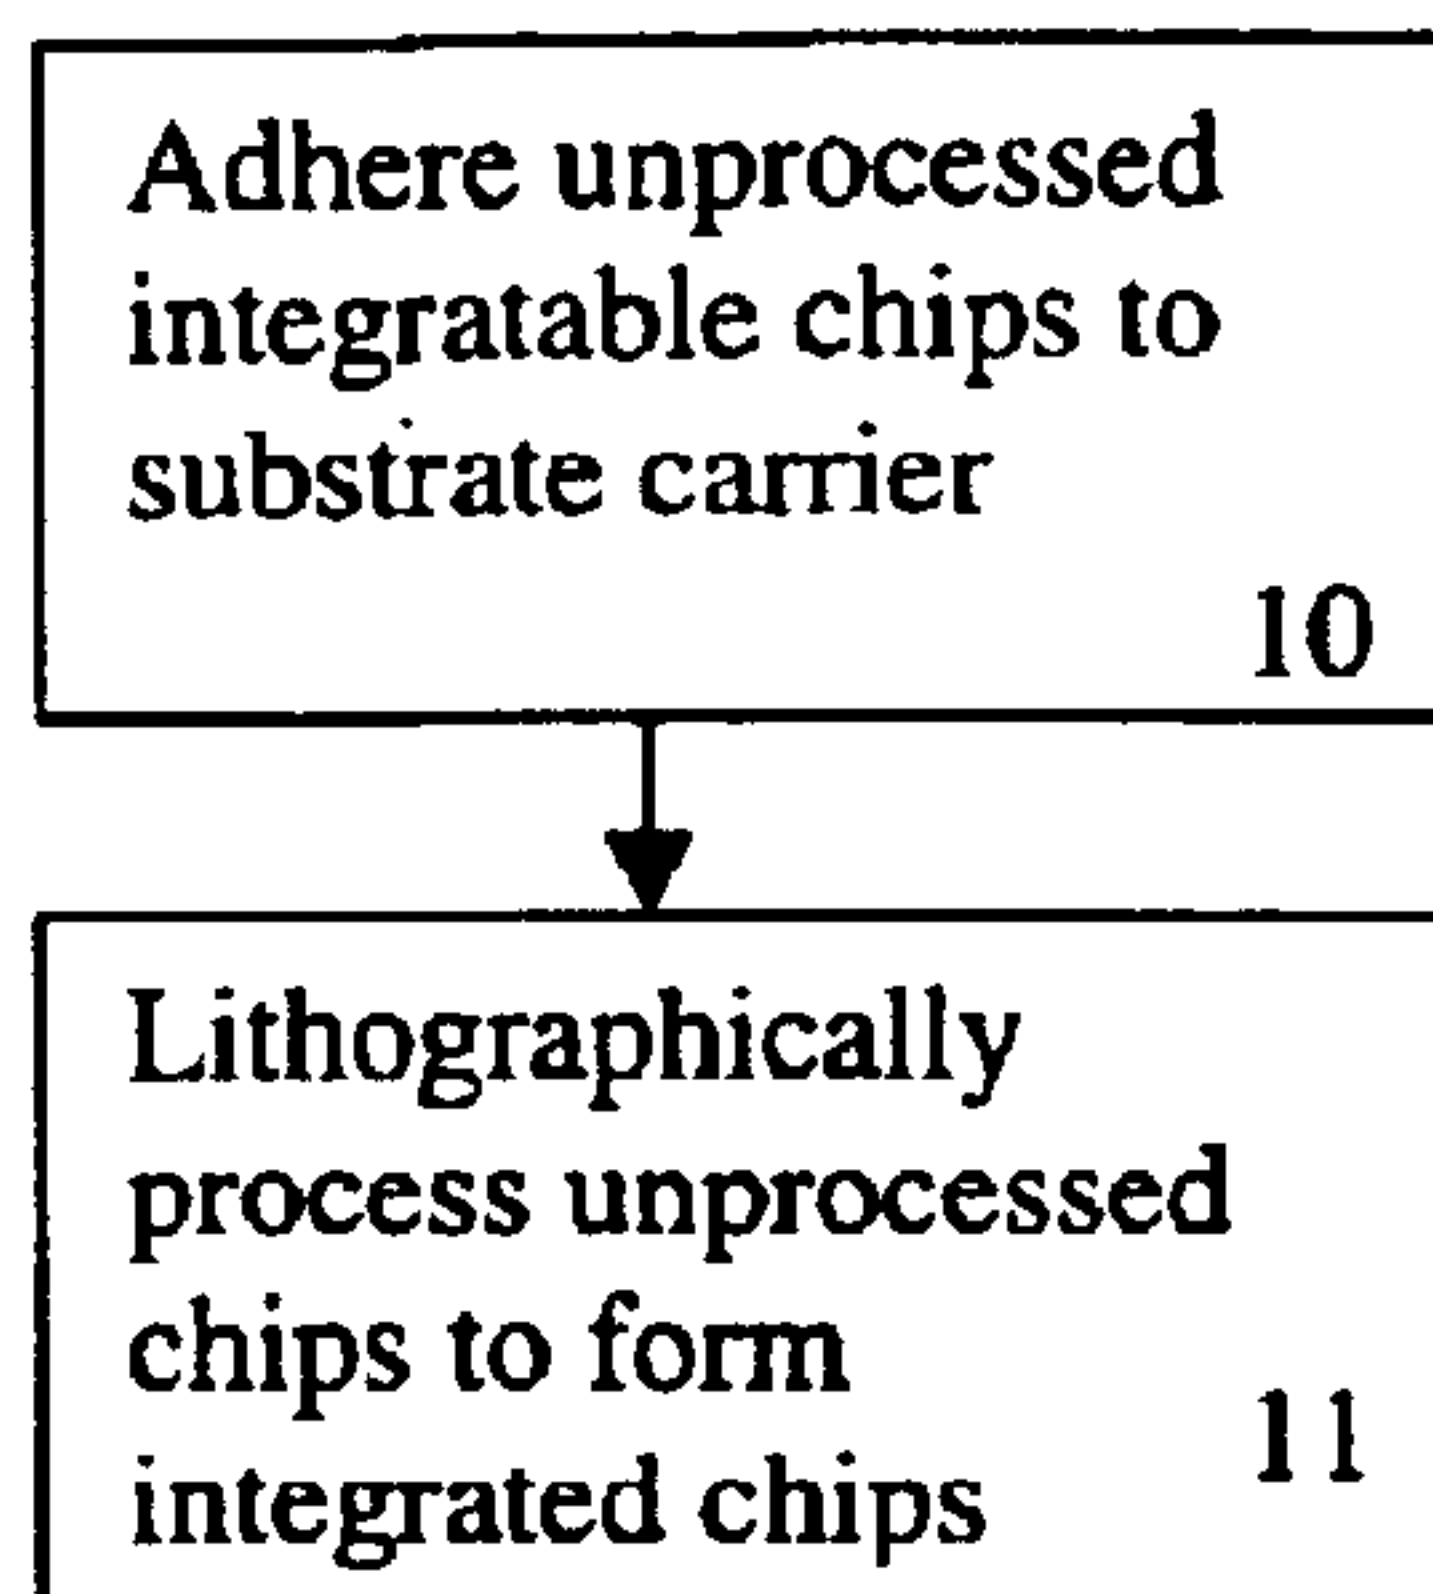 Adhere unprocessed
integratable chips to
substrate carrier
10
Lithographically
process unprocessed
chips to form
11
integrated chips